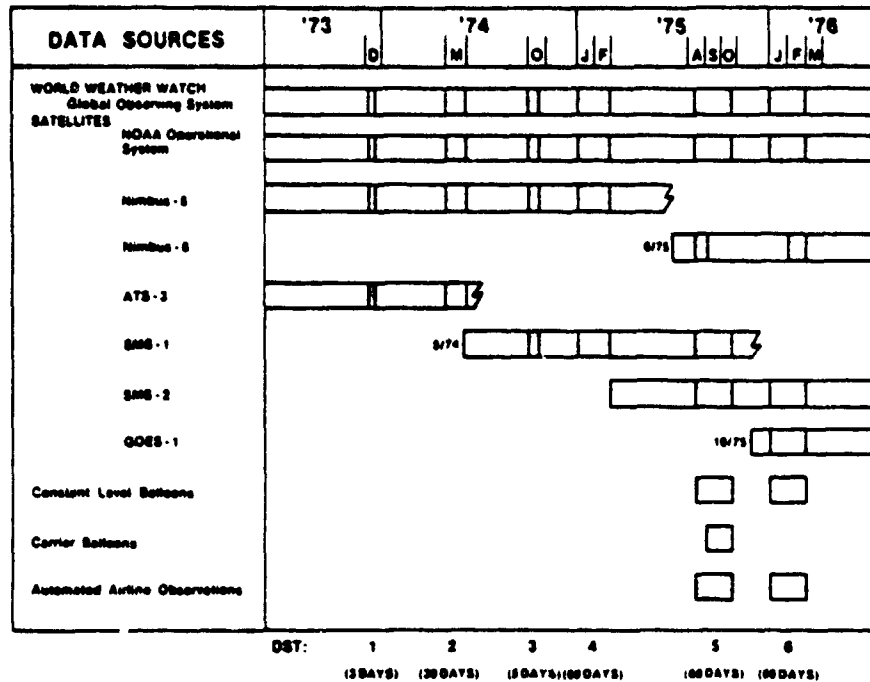 DATA SOURCES
'73 '74 '75 '76
D M O J F A S O J F M
WORLD WEATHER WATCH
Global Observing System
SATELLITES
NOAA Operational
System
Nimbus - 5
Nimbus - 6
6/75
ATS - 3
SMS - 1
5/74
SMS - 2
GOES - 1
10/75
Constant Level Balloons
Carrier Balloons
Automated Airline Observations
DST: 1 2 3 4 5 6
(5 DAYS) (30 DAYS) (5 DAYS) (60 DAYS) (60 DAYS) (60 DAYS)